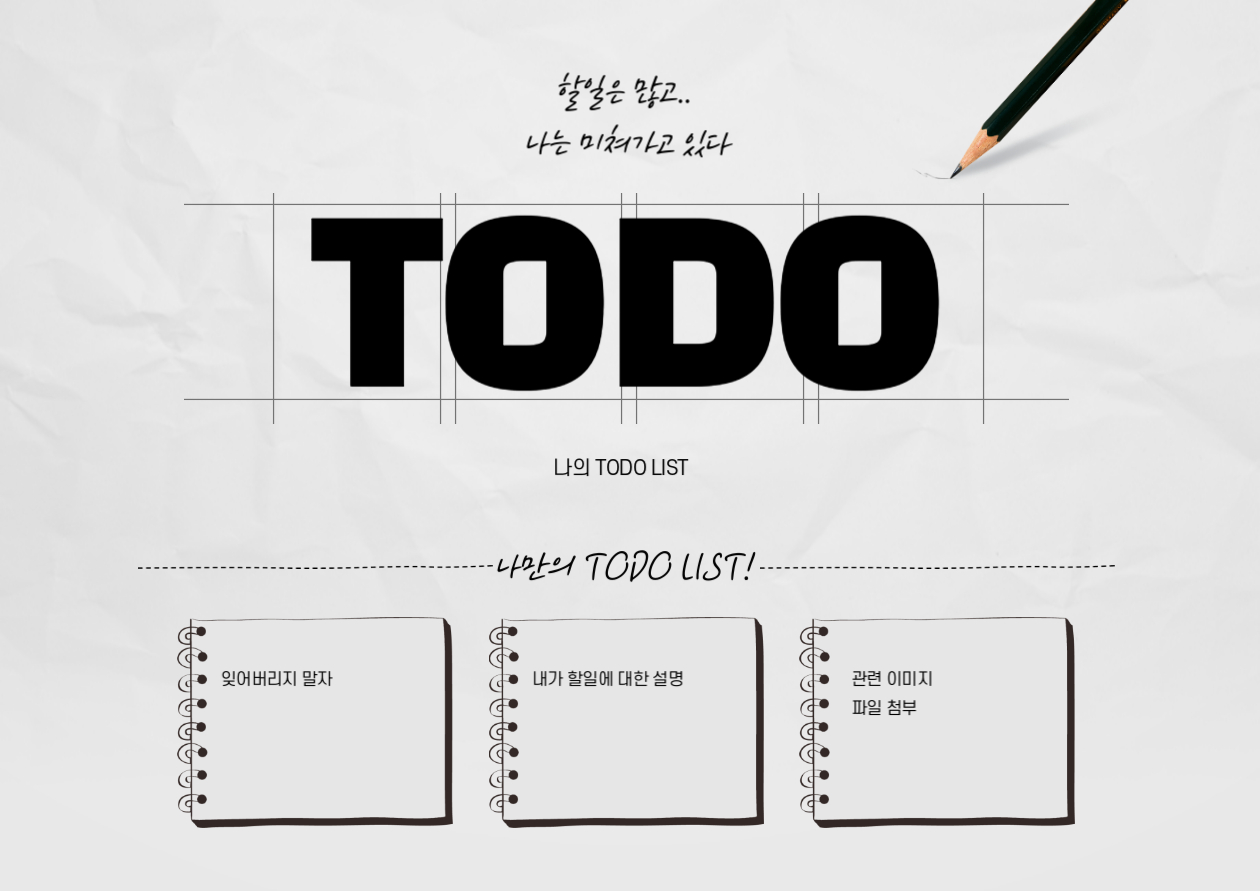 할일은 많고..
나는 미쳐가고 있다
TODO
나의 TODO LIST
나만의 TODO LIST!
잊어버리지 말자
내가 할일에 대한 설명
관련 이미지
파일 첨부